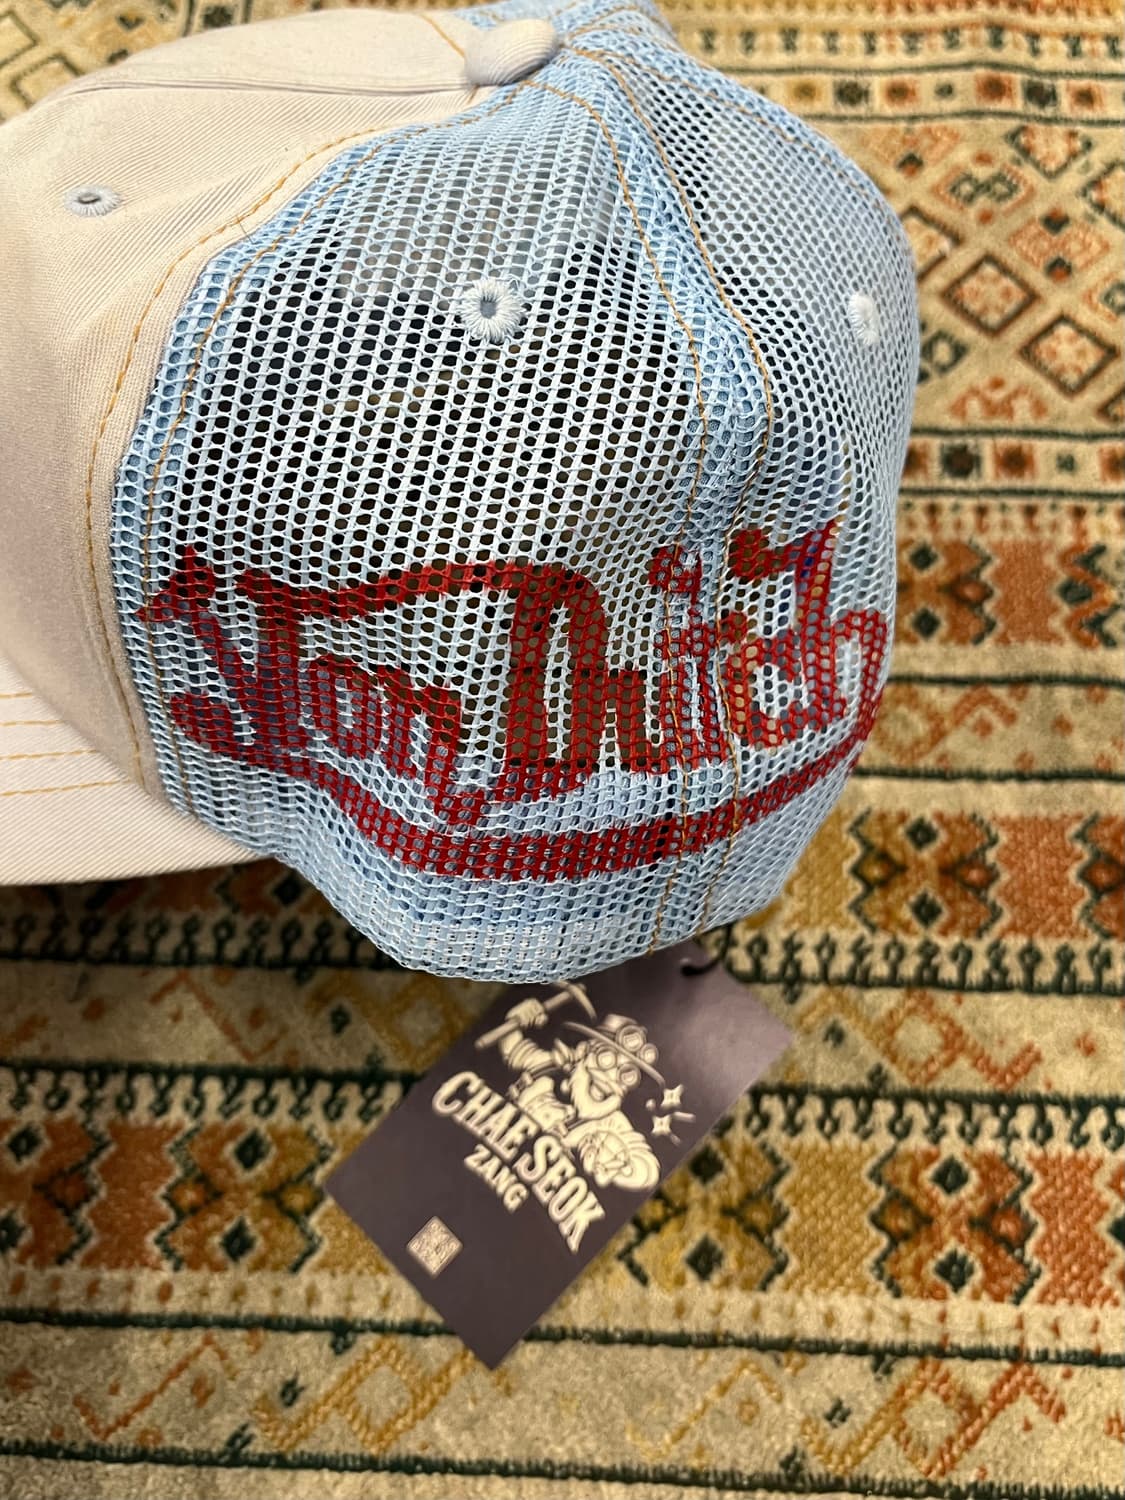 Von Dutch
CHAE SEOK
ZANG